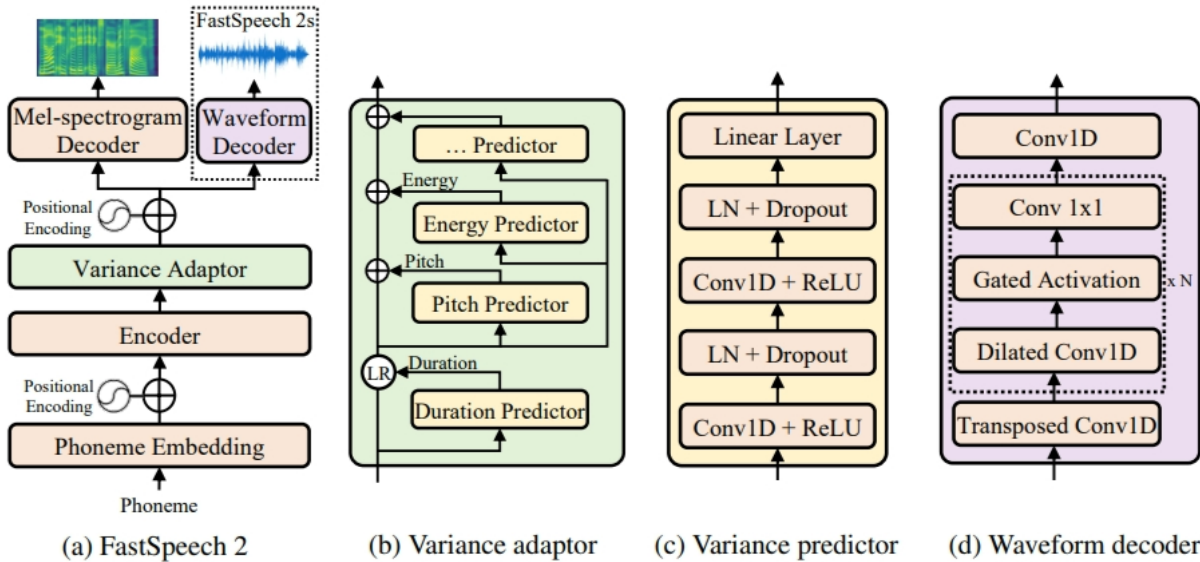 FastSpeech 2s
Mel-spectrogram
Decoder
Waveform
Decoder
Positional
Encoding
Variance Adaptor
Encoder
Positional
Encoding
Phoneme Embedding
Phoneme
(a) FastSpeech 2
... Predictor
Energy
Energy Predictor
Pitch
Pitch Predictor
LR
Duration
Duration Predictor
(b) Variance adaptor
Linear Layer
LN + Dropout
Conv1D + ReLU
LN + Dropout
Conv1D + ReLU
(c) Variance predictor
Conv1D
Conv 1x1
Gated Activation
x N
Dilated Conv1D
Transposed Conv1D
(d) Waveform decoder